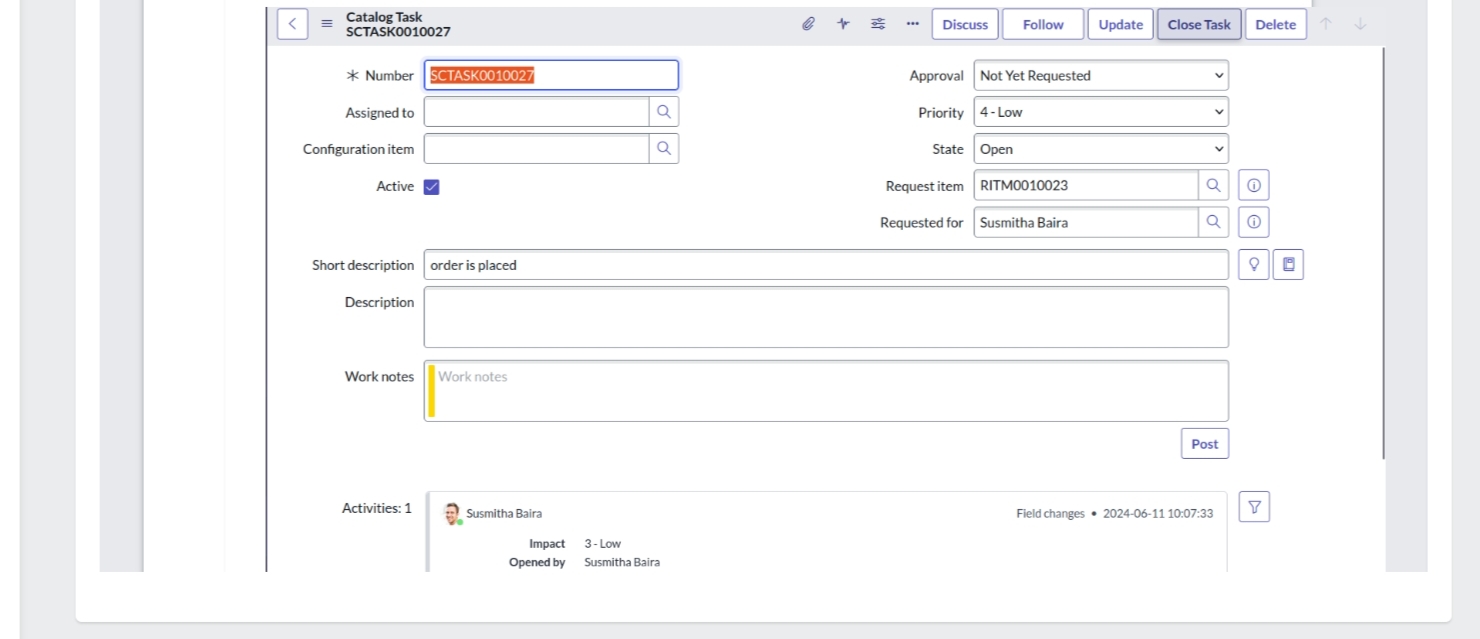 Catalog Task
SCTASK0010027
Discuss
Follow
Update
Close Task
Delete
Number SCTASK0010027
Approval Not Yet Requested
Assigned to
Priority 4 - Low
Configuration item
State Open
Active
Request item RITM0010023
Requested for Susmitha Baira
Short description order is placed
Description
Work notes Work notes
Post
Activities: 1
Susmitha Baira
Field changes • 2024-06-11 10:07:33
Impact 3 - Low
Opened by Susmitha Baira